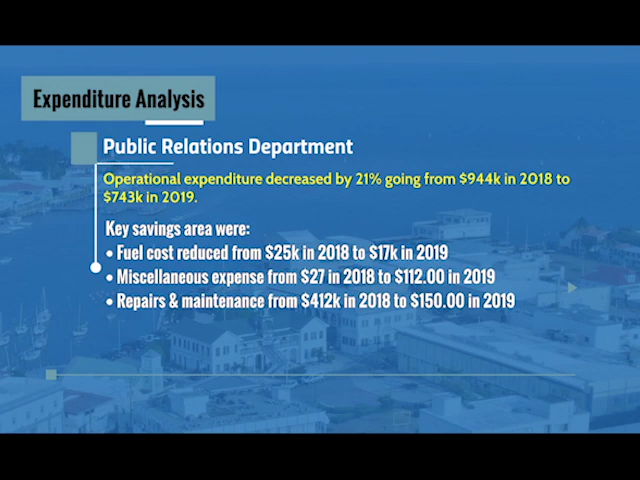 Expenditure Analysis
Public Relations Department
Operational expenditure decreased by 21% going from $944k in 2018 to
$743k in 2019.
Key savings area were:
• Fuel cost reduced from $25k in 2018 to $17k in 2019
• Miscellaneous expense from $27 in 2018 to $112.00 in 2019
• Repairs & maintenance from $412k in 2018 to $150.00 in 2019